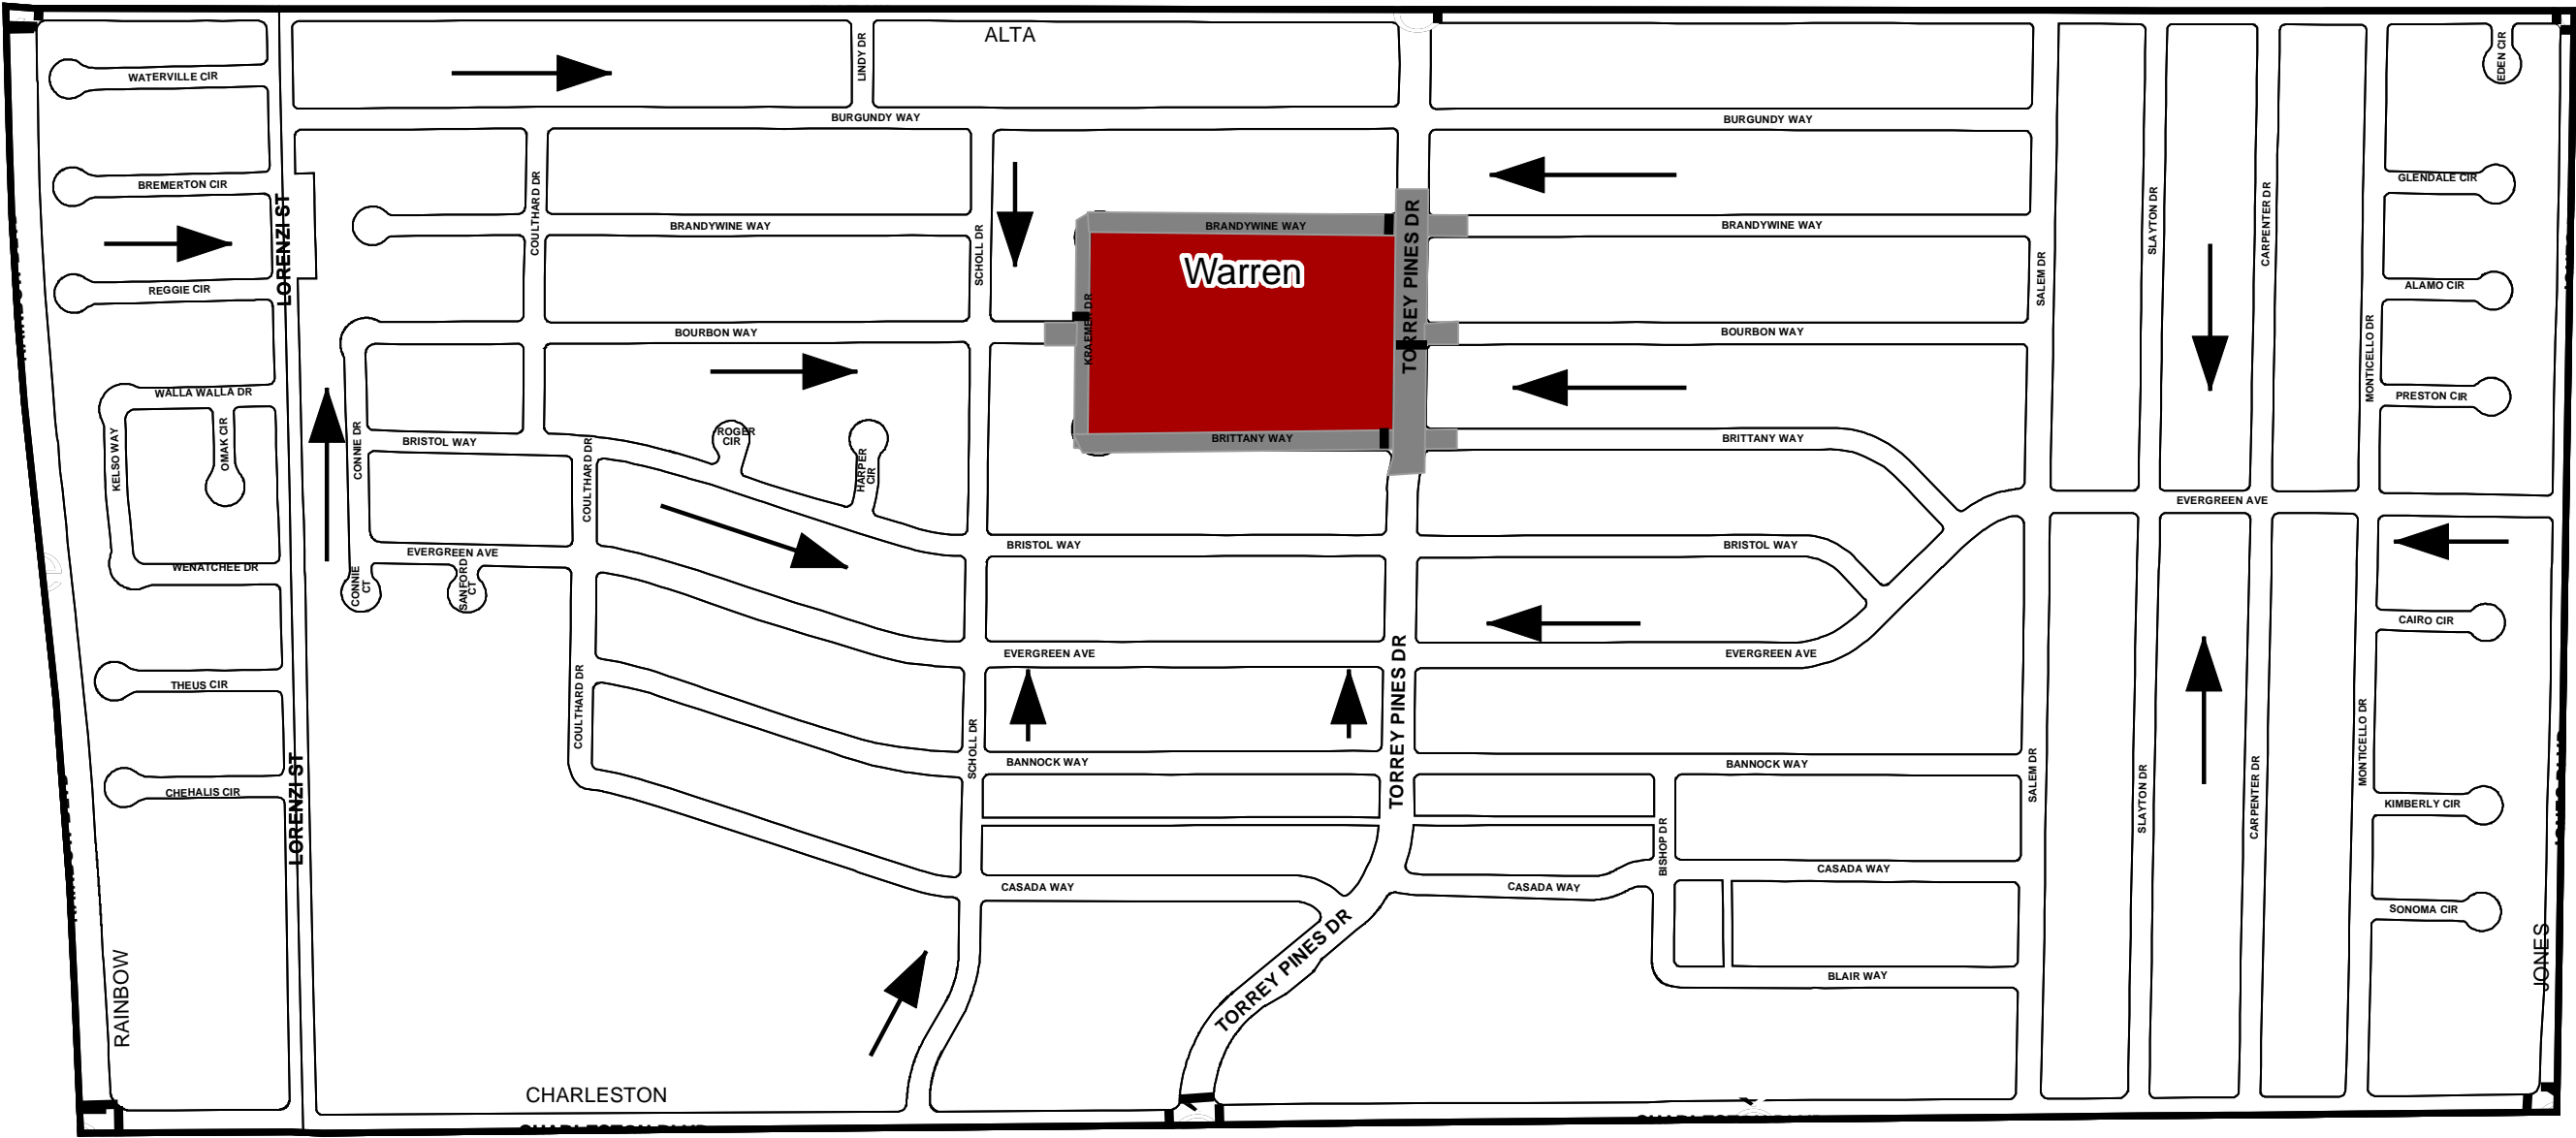 ALTA
LINDY DR
EDEN CIR
WATERVILLE CIR
BURGUNDY WAY
BURGUNDY WAY
BREMERTON CIR
GLENDALE CIR
COULTHARD DR
SLAYTON DR
CARPENTER DR
LORENZI ST
BRANDYWINE WAY
BRANDYWINE WAY
BRANDYWINE WAY
TORREY PINES DR
SCHOLL DR
SALEM DR
Warren
REGGIE CIR
ALAMO CIR
KRAEMER DR
BOURBON WAY
BOURBON WAY
MONTICELLO DR
WALLA WALLA DR
PRESTON CIR
KELSO WAY
OMAK CIR
CONNIE DR
BRISTOL WAY
COULTHARD DR
ROGER
CIR
HARPER
CIR
BRITTANY WAY
BRITTANY WAY
EVERGREEN AVE
BRISTOL WAY
BRISTOL WAY
EVERGREEN AVE
WENATCHEE DR
CONNIE
CT
SANFORD
CT
CAIRO CIR
EVERGREEN AVE
EVERGREEN AVE
TORREY PINES DR
THEUS CIR
COULTHARD DR
SCHOLL DR
BANNOCK WAY
BANNOCK WAY
SALEM DR
SLAYTON DR
CARPENTER DR
MONTICELLO DR
LORENZI ST
CHEHALIS CIR
KIMBERLY CIR
BISHOP DR
CASADA WAY
CASADA WAY
CASADA WAY
SONOMA CIR
TORREY PINES DR
BLAIR WAY
RAINBOW
JONES
CHARLESTON